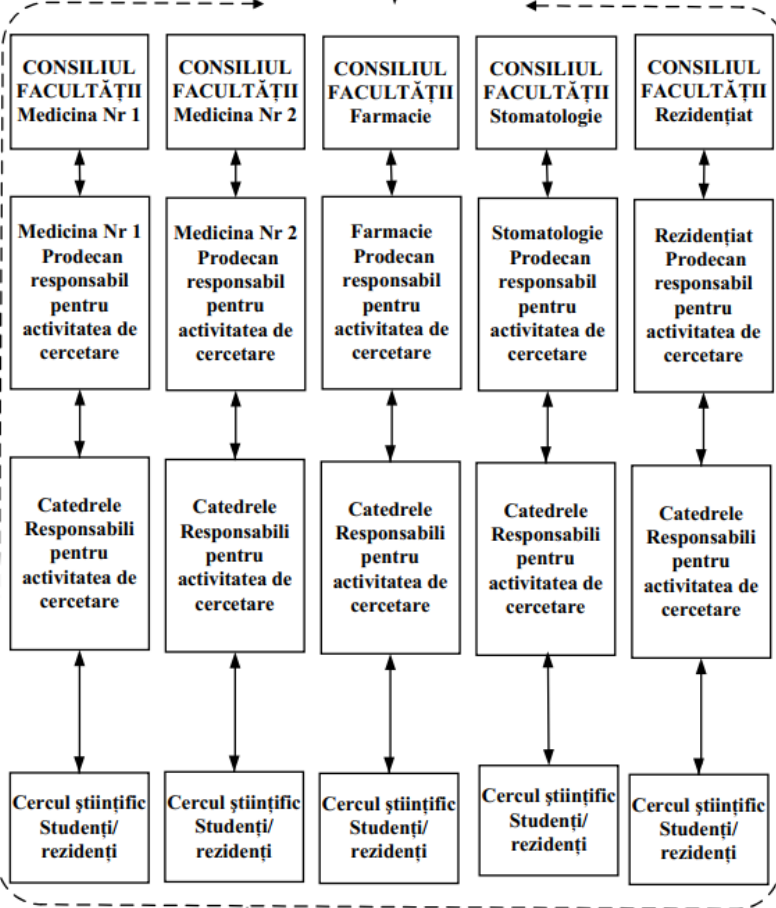 CONSILIUL
FACULTĂȚII
Medicina Nr 1
CONSILIUL
FACULTĂȚII
Medicina Nr 2
CONSILIUL
FACULTĂȚII
Farmacie
CONSILIUL
FACULTĂȚII
Stomatologie
CONSILIUL
FACULTĂȚII
Rezidențiat
Medicina Nr 1
Prodecan
responsabil
pentru
activitatea de
cercetare
Medicina Nr 2
Prodecan
responsabil
pentru
activitatea de
cercetare
Farmacie
Prodecan
responsabil
pentru
activitatea de
cercetare
Stomatologie
Prodecan
responsabil
pentru
activitatea de
cercetare
Rezidențiat
Prodecan
responsabil
pentru
activitatea de
cercetare
Catedrele
Responsabili
pentru
activitatea de
cercetare
Catedrele
Responsabili
pentru
activitatea de
cercetare
Catedrele
Responsabili
pentru
activitatea de
cercetare
Catedrele
Responsabili
pentru
activitatea de
cercetare
Catedrele
Responsabili
pentru
activitatea de
cercetare
Cercul ştiințific
Studenți/
rezidenți
Cercul ştiințific
Studenți/
rezidenți
Cercul ştiințific
Studenți/
rezidenți
Cercul ştiințific
Studenți/
rezidenți
Cercul ştiințific
Studenți/
rezidenți